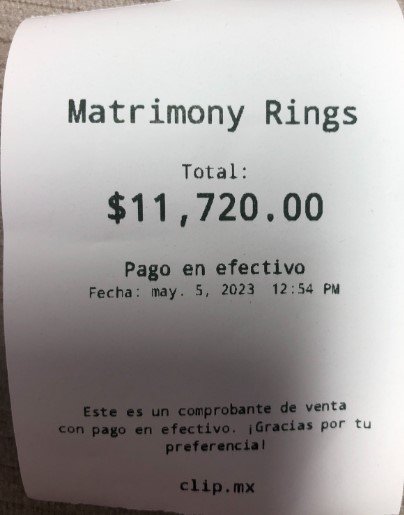 Matrimony Rings
Total:
$11,720.00
Pago en efectivo
Fecha: may. 5, 2023 12:54 PM
Este es un comprobante de venta
con pago en efectivo. ¡Gracias por tu
preferencia!
clip.mx